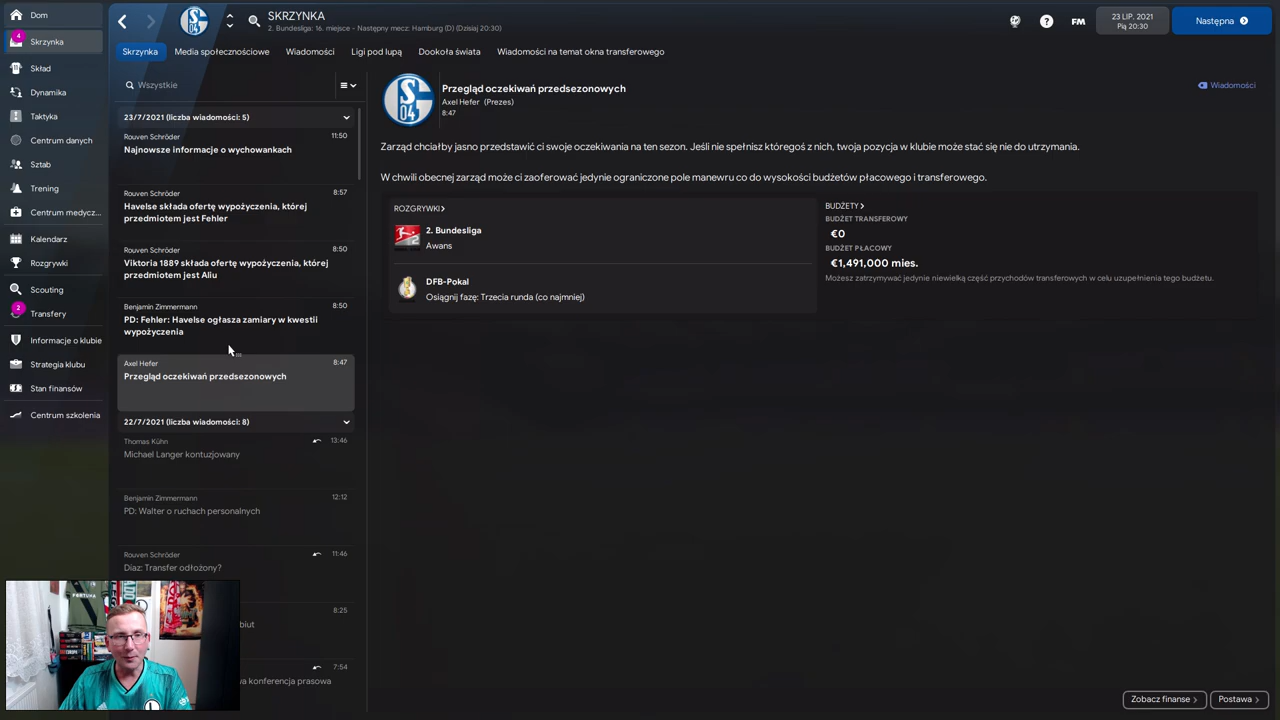 Dom
4
Skrzynka
Skład
Dynamika
Taktyka
Centrum danych
Sztab
Trening
Centrum medycz...
Kalendarz
Rozgrywki
Scouting
2
Transfery
Informacje o klubie
Strategia klubu
Stan finansów
Centrum szkolenia
SKRZYNKA
2. Bundesliga: 16. miejsce - Następny mecz: Hamburg (D) (Dzisiaj 20:30)
?
FM
23 LIP. 2021
Pią 20:30
Następna
Skrzynka
Media społecznościowe
Wiadomości
Ligi pod lupą
Dookoła świata
Wiadomości na temat okna transferowego
Wszystkie
23/7/2021 (liczba wiadomości: 5)
Rouven Schröder 11:50
Najnowsze informacje o wychowankach
Rouven Schröder 8:57
Havelse składa ofertę wypożyczenia, której
przedmiotem jest Fehler
Rouven Schröder 8:50
Viktoria 1889 składa ofertę wypożyczenia, której
przedmiotem jest Aliu
Benjamin Zimmermann 8:50
PD: Fehler: Havelse ogłasza zamiary w kwestii
wypożyczenia
Axel Hefer 8:47
Przegląd oczekiwań przedsezonowych
22/7/2021 (liczba wiadomości: 8)
Thomas Kühn 13:46
Michael Langer kontuzjowany
Benjamin Zimmermann 12:12
PD: Walter o ruchach personalnych
Rouven Schröder 11:46
Díaz: Transfer odłożony?
8:25
biut
7:54
wa konferencja prasowa
Przegląd oczekiwań przedsezonowych
Axel Hefer (Prezes)
8:47
Wiadomości
Zarząd chciałby jasno przedstawić ci swoje oczekiwania na ten sezon. Jeśli nie spełnisz któregoś z nich, twoja pozycja w klubie może stać się nie do utrzymania.
W chwili obecnej zarząd może ci zaoferować jedynie ograniczone pole manewru co do wysokości budżetów płacowego i transferowego.
ROZGRYWKI
2. Bundesliga
Awans
DFB-Pokal
Osiągnij fazę: Trzecia runda (co najmniej)
BUDŻETY
BUDŻET TRANSFEROWY
€0
BUDŻET PŁACOWY
€1,491,000 mies.
Możesz zatrzymywać jedynie niewielką część przychodów transferowych w celu uzupełnienia tego budżetu.
Zobacz finanse
Postawa